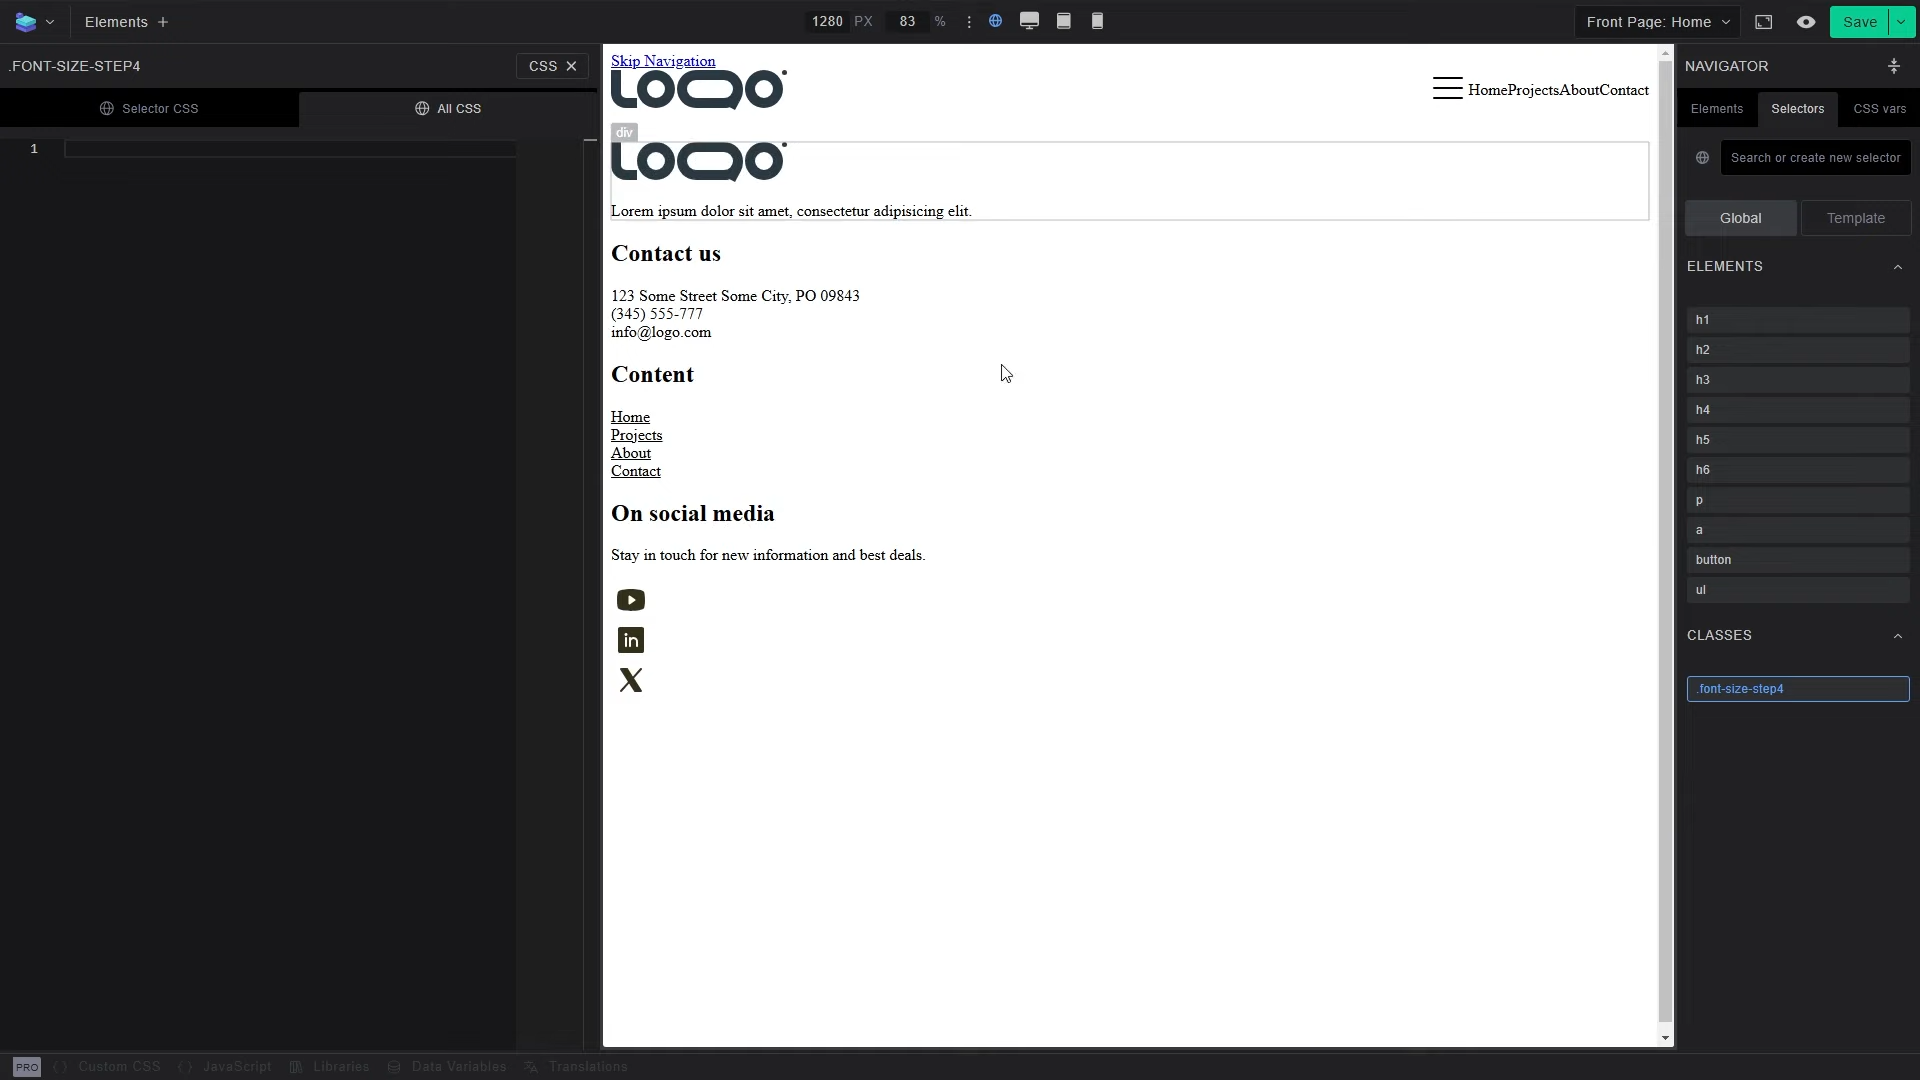 Elements +
1280 PX 83 %
Front Page: Home
Save
.FONT-SIZE-STEP4
CSS
Selector CSS
All CSS
1
Skip Navigation
LOGO
HomeProjectsAboutContact
div
LOGO
Lorem ipsum dolor sit amet, consectetur adipisicing elit.
Contact us
123 Some Street Some City, PO 09843
(345) 555-777
info@logo.com
Content
Home
Projects
About
Contact
On social media
Stay in touch for new information and best deals.
in
X
NAVIGATOR
Elements
Selectors
CSS vars
Search or create new selector
Global
Template
ELEMENTS
h1
h2
h3
h4
h5
h6
p
a
button
ul
CLASSES
.font-size-step4
PRO
Custom CSS
JavaScript
Libraries
Data Variables
Translations